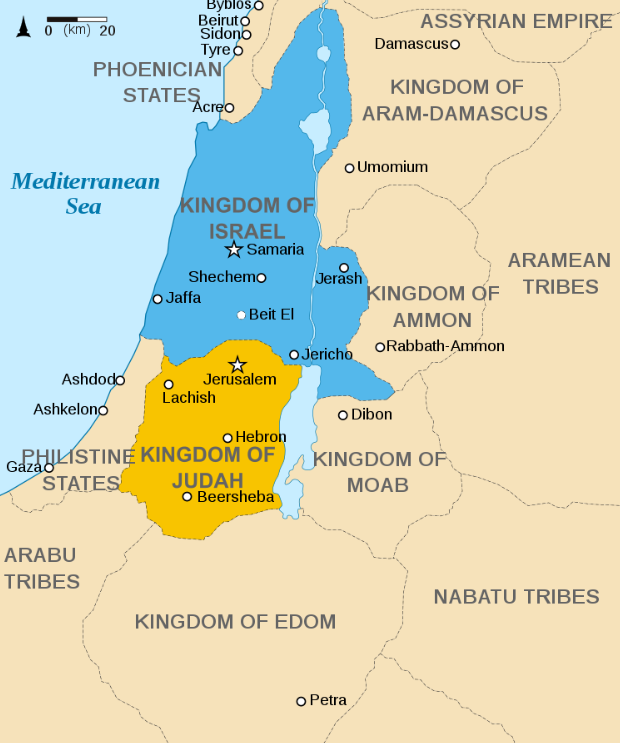 Byblos
0 (km) 20
Beirut
ASSYRIAN EMPIRE
Sidon
Damascus
Tyre
PHOENICIAN
STATES
KINGDOM OF
ARAM-DAMASCUS
Acre
Umomium
Mediterranean
Sea
KINGDOM OF
ISRAEL
Samaria
ARAMEAN
TRIBES
Shechem
Jerash
Jaffa
KINGDOM OF
AMMON
Beit El
Rabbath-Ammon
Jericho
Ashdod
Jerusalem
Lachish
Ashkelon
Dibon
Hebron
PHILISTINE
STATES
KINGDOM OF
JUDAH
KINGDOM OF
MOAB
Gaza
Beersheba
ARABU
TRIBES
NABATU TRIBES
KINGDOM OF EDOM
Petra